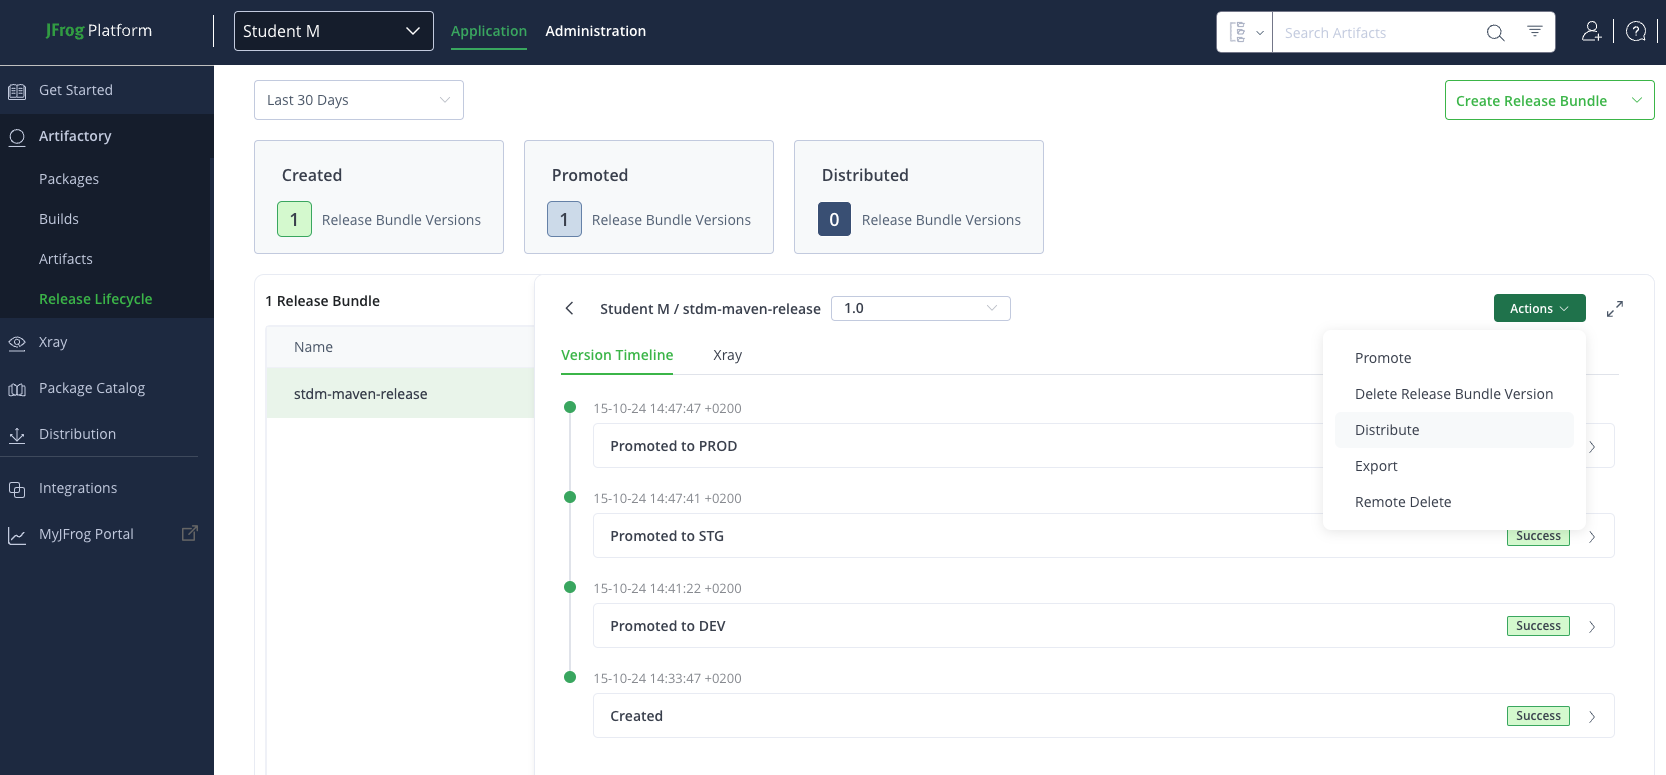 JFrog Platform
Student M
Application
Administration
Search Artifacts
Get Started
Artifactory
Packages
Builds
Artifacts
Release Lifecycle
Xray
Package Catalog
Distribution
Integrations
MyJFrog Portal
Last 30 Days
Create Release Bundle
Created
1 Release Bundle Versions
Promoted
1 Release Bundle Versions
Distributed
0 Release Bundle Versions
1 Release Bundle
Name
stdm-maven-release
Student M / stdm-maven-release
1.0
Actions
Promote
Delete Release Bundle Version
Distribute
Export
Remote Delete
Version Timeline
Xray
15-10-24 14:47:47 +0200
Promoted to PROD
15-10-24 14:47:41 +0200
Promoted to STG
Success
15-10-24 14:41:22 +0200
Promoted to DEV
Success
15-10-24 14:33:47 +0200
Created
Success